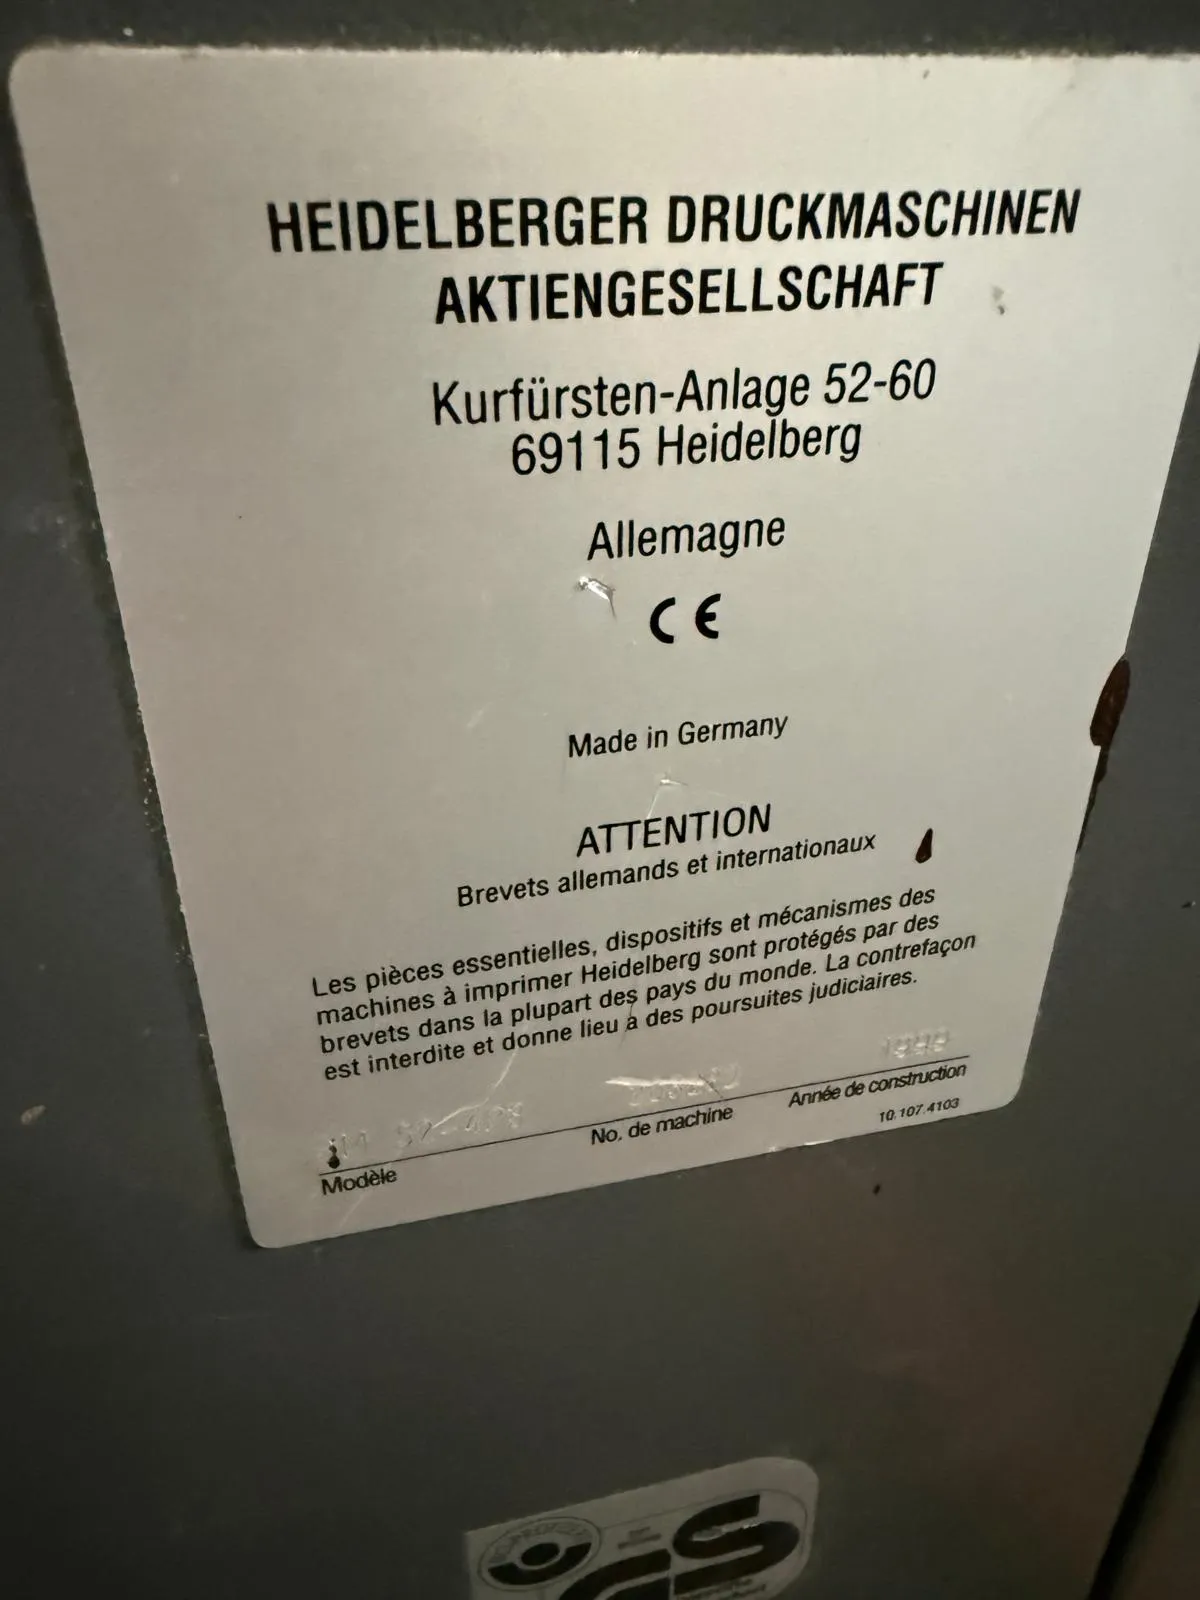 HEIDELBERGER DRUCKMASCHINEN
AKTIENGESELLSCHAFT
Kurfürsten-Anlage 52-60
69115 Heidelberg
Allemagne
CE
Made in Germany
ATTENTION
Brevets allemands et internationaux
Les pièces essentielles, dispositifs et mécanismes des
machines à imprimer Heidelberg sont protégés par des
brevets dans la plupart des pays du monde. La contrefaçon
est interdite et donne lieu à des poursuites judiciaires.
1999
Modèle No. de machine Année de construction
10.107.4103
GS